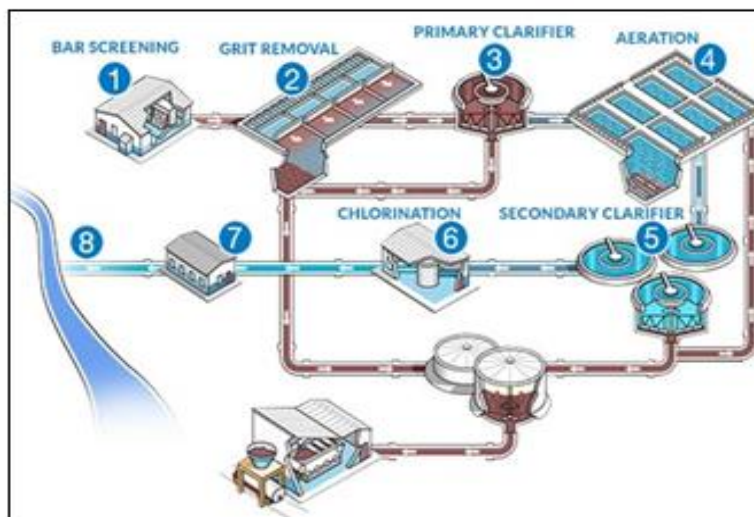 BAR SCREENING
1
GRIT REMOVAL
2
PRIMARY CLARIFIER
3
AERATION
4
CHLORINATION
6
SECONDARY CLARIFIER
5
8
7